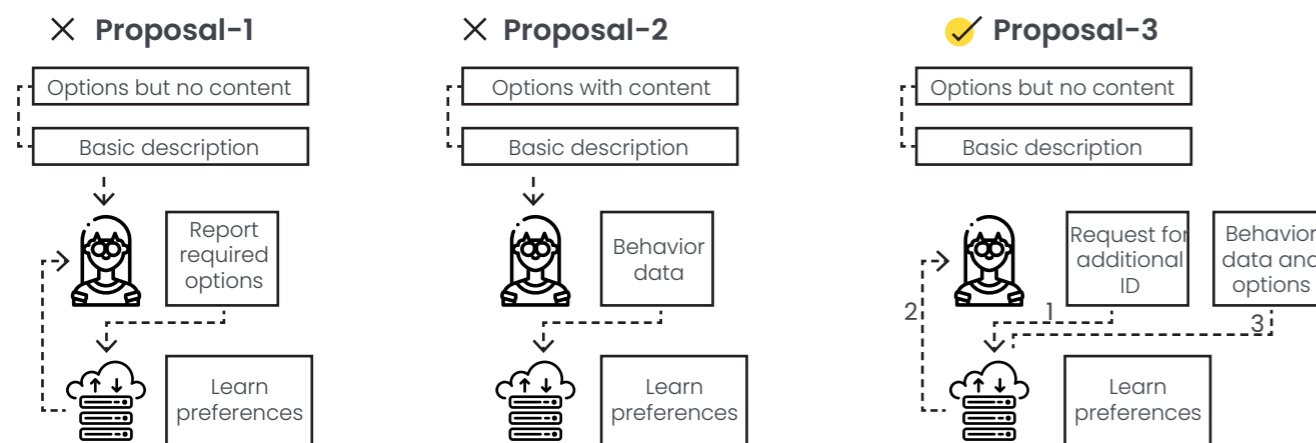 Proposal-1
Options but no content
Basic description
Report
required
options
Learn
preferences
Proposal-2
Options with content
Basic description
Behavior
data
Learn
preferences
Proposal-3
Options but no content
Basic description
Request for
additional
ID
Behavior
data and
options
1
2
3
Learn
preferences